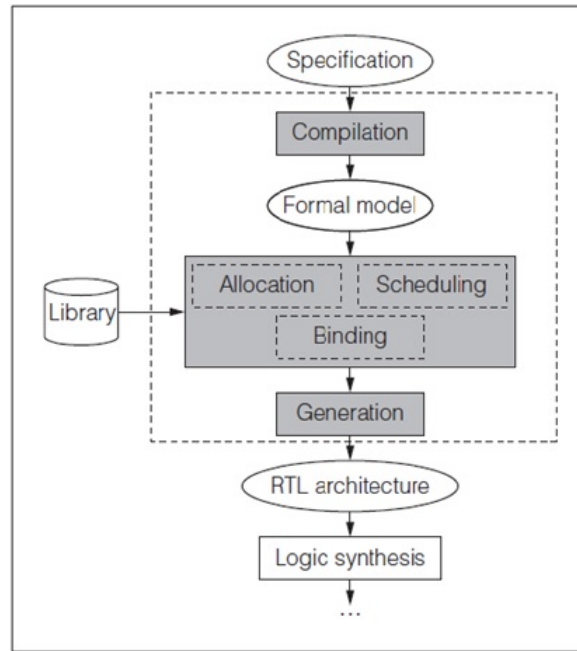 Specification
Compilation
Formal model
Allocation
Scheduling
Library
Binding
Generation
RTL architecture
Logic synthesis
...